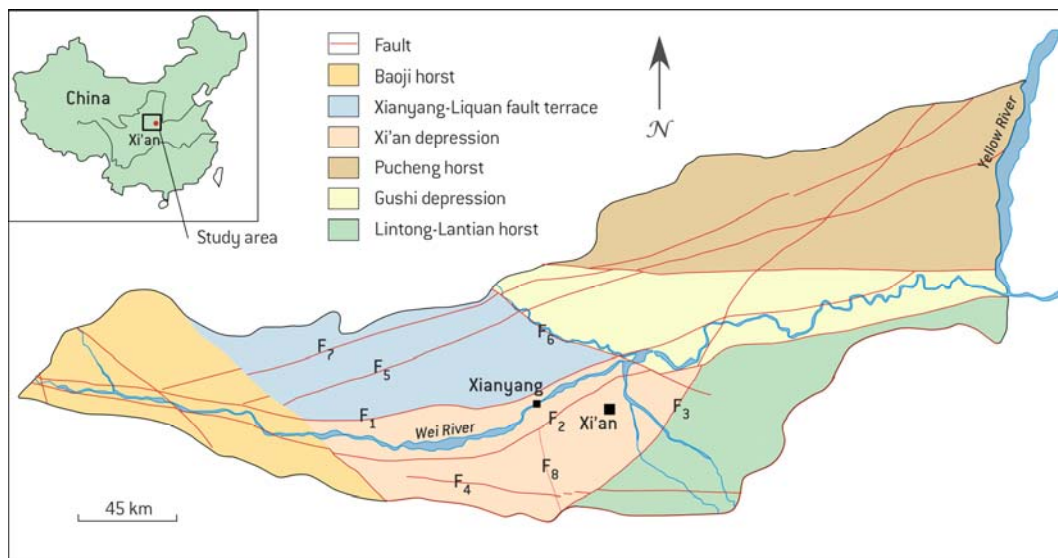 China
Xi'an
Study area
Fault
Baoji horst
Xianyang-Liquan fault terrace
Xi'an depression
Pucheng horst
Gushi depression
Lintong-Lantian horst
N
Yellow River
F7
F5
F6
Xianyang
F1
Wei River
F2
Xi'an
F3
F8
F4
45 km